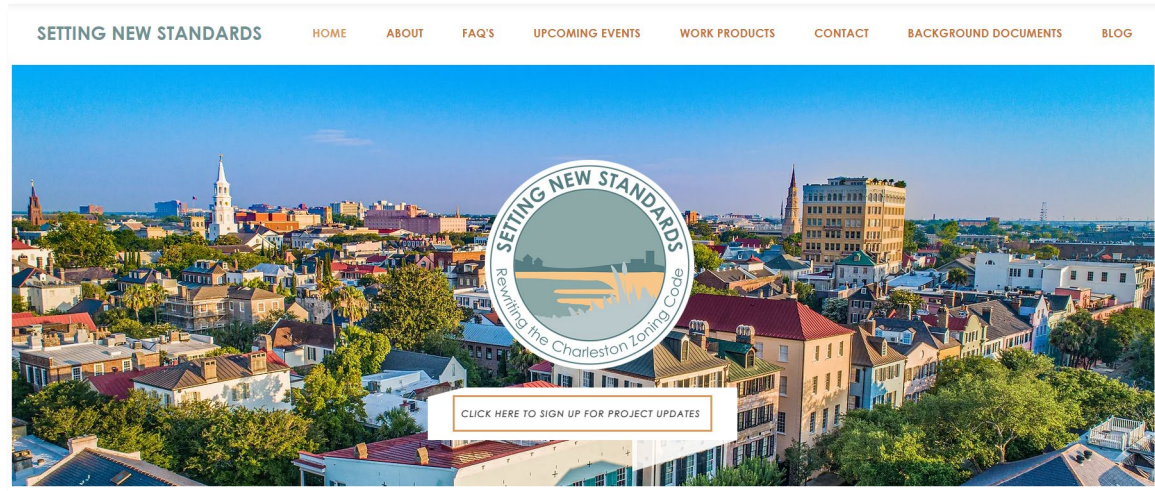 SETTING NEW STANDARDS
HOME
ABOUT
FAQ'S
UPCOMING EVENTS
WORK PRODUCTS
CONTACT
BACKGROUND DOCUMENTS
BLOG
SETTING NEW STANDARDS
Rewriting the Charleston Zoning Code
CLICK HERE TO SIGN UP FOR PROJECT UPDATES